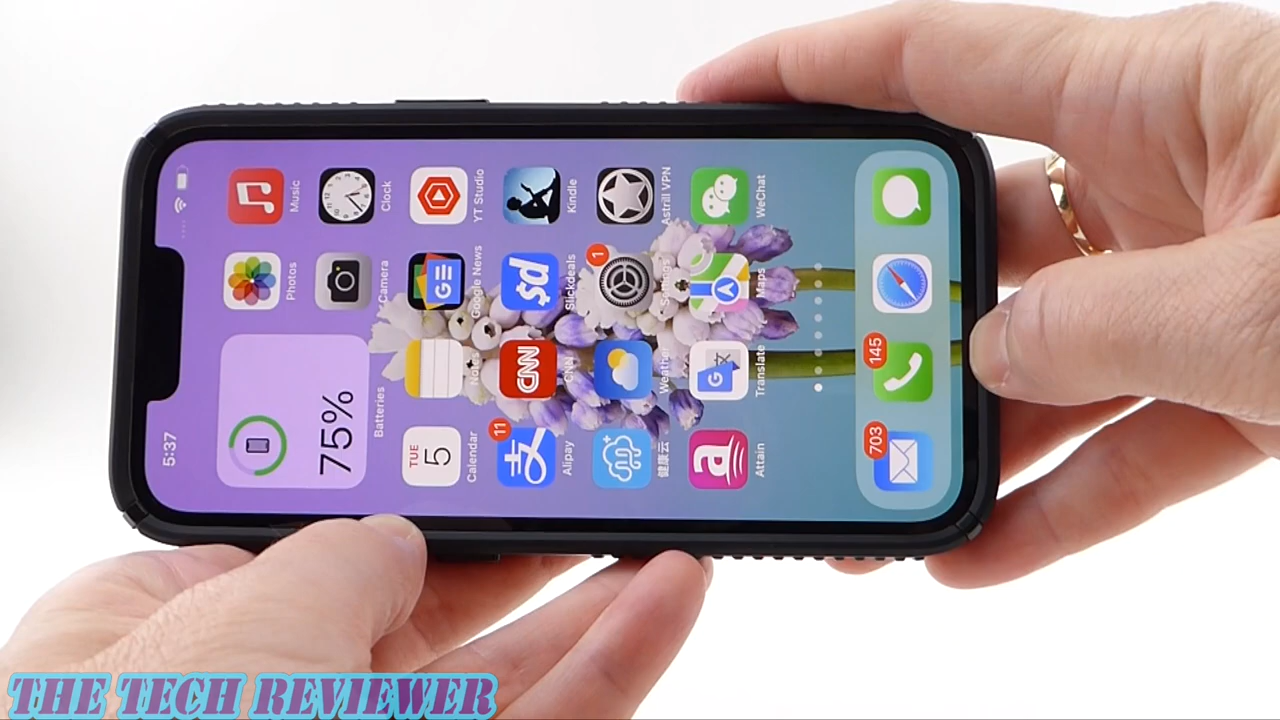 5:37
75%
Batteries
Photos
Music
Camera
Clock
TUE
5
Calendar
Notes
Google News
YT Studio
11
Alipay
CNN
CNN
$d
Slickdeals
Kindle
健康云
Weather
1
Settings
Astrill VPN
a
Attain
G
文
Translate
Maps
WeChat
703
145
THE TECH REVIEWER